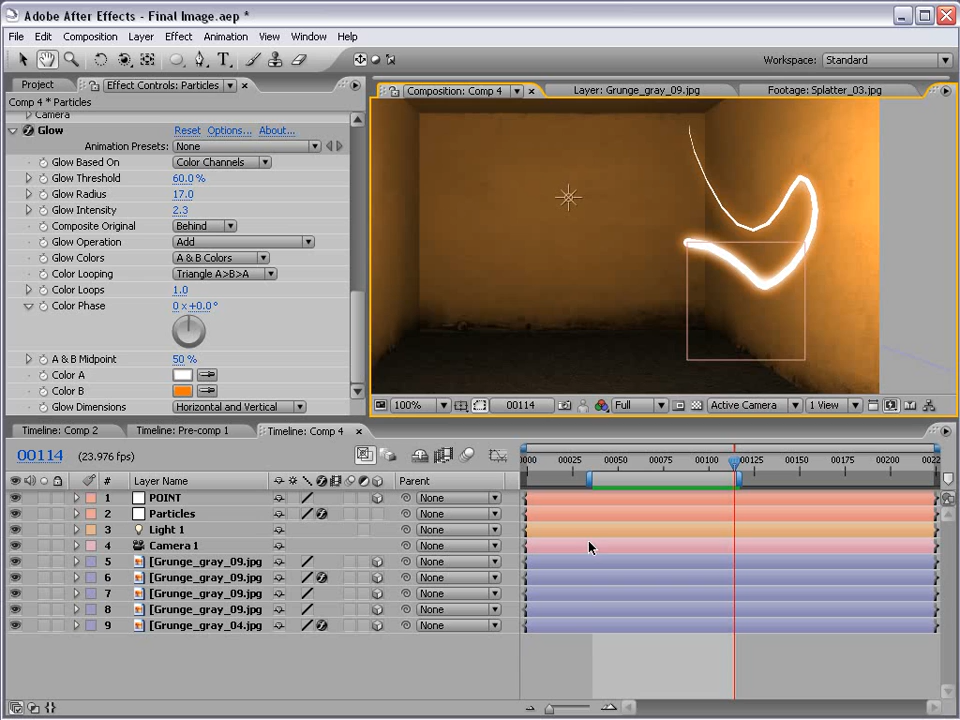 Adobe After Effects - Final Image.aep *
File Edit Composition Layer Effect Animation View Window Help
Workspace: Standard
Project Effect Controls: Particles
Comp 4 * Particles
Camera
Glow Reset Options... About...
Animation Presets: None
Glow Based On Color Channels
Glow Threshold 60.0 %
Glow Radius 17.0
Glow Intensity 2.3
Composite Original Behind
Glow Operation Add
Glow Colors A & B Colors
Color Looping Triangle A>B>A
Color Loops 1.0
Color Phase 0 x+0.0°
A & B Midpoint 50 %
Color A
Color B
Glow Dimensions Horizontal and Vertical
Composition: Comp 4 Layer: Grunge_gray_09.jpg Footage: Splatter_03.jpg
100% 00114 Full Active Camera 1 View
Timeline: Comp 2 Timeline: Pre-comp 1 Timeline: Comp 4
00114 (23.976 fps)
# Layer Name Parent
0000 00025 00050 00075 00100 00125 00150 00175 00200 0022
1 POINT None
2 Particles None
3 Light 1 None
4 Camera 1 None
5 [Grunge_gray_09.jpg None
6 [Grunge_gray_09.jpg None
7 [Grunge_gray_09.jpg None
8 [Grunge_gray_09.jpg None
9 [Grunge_gray_04.jpg None